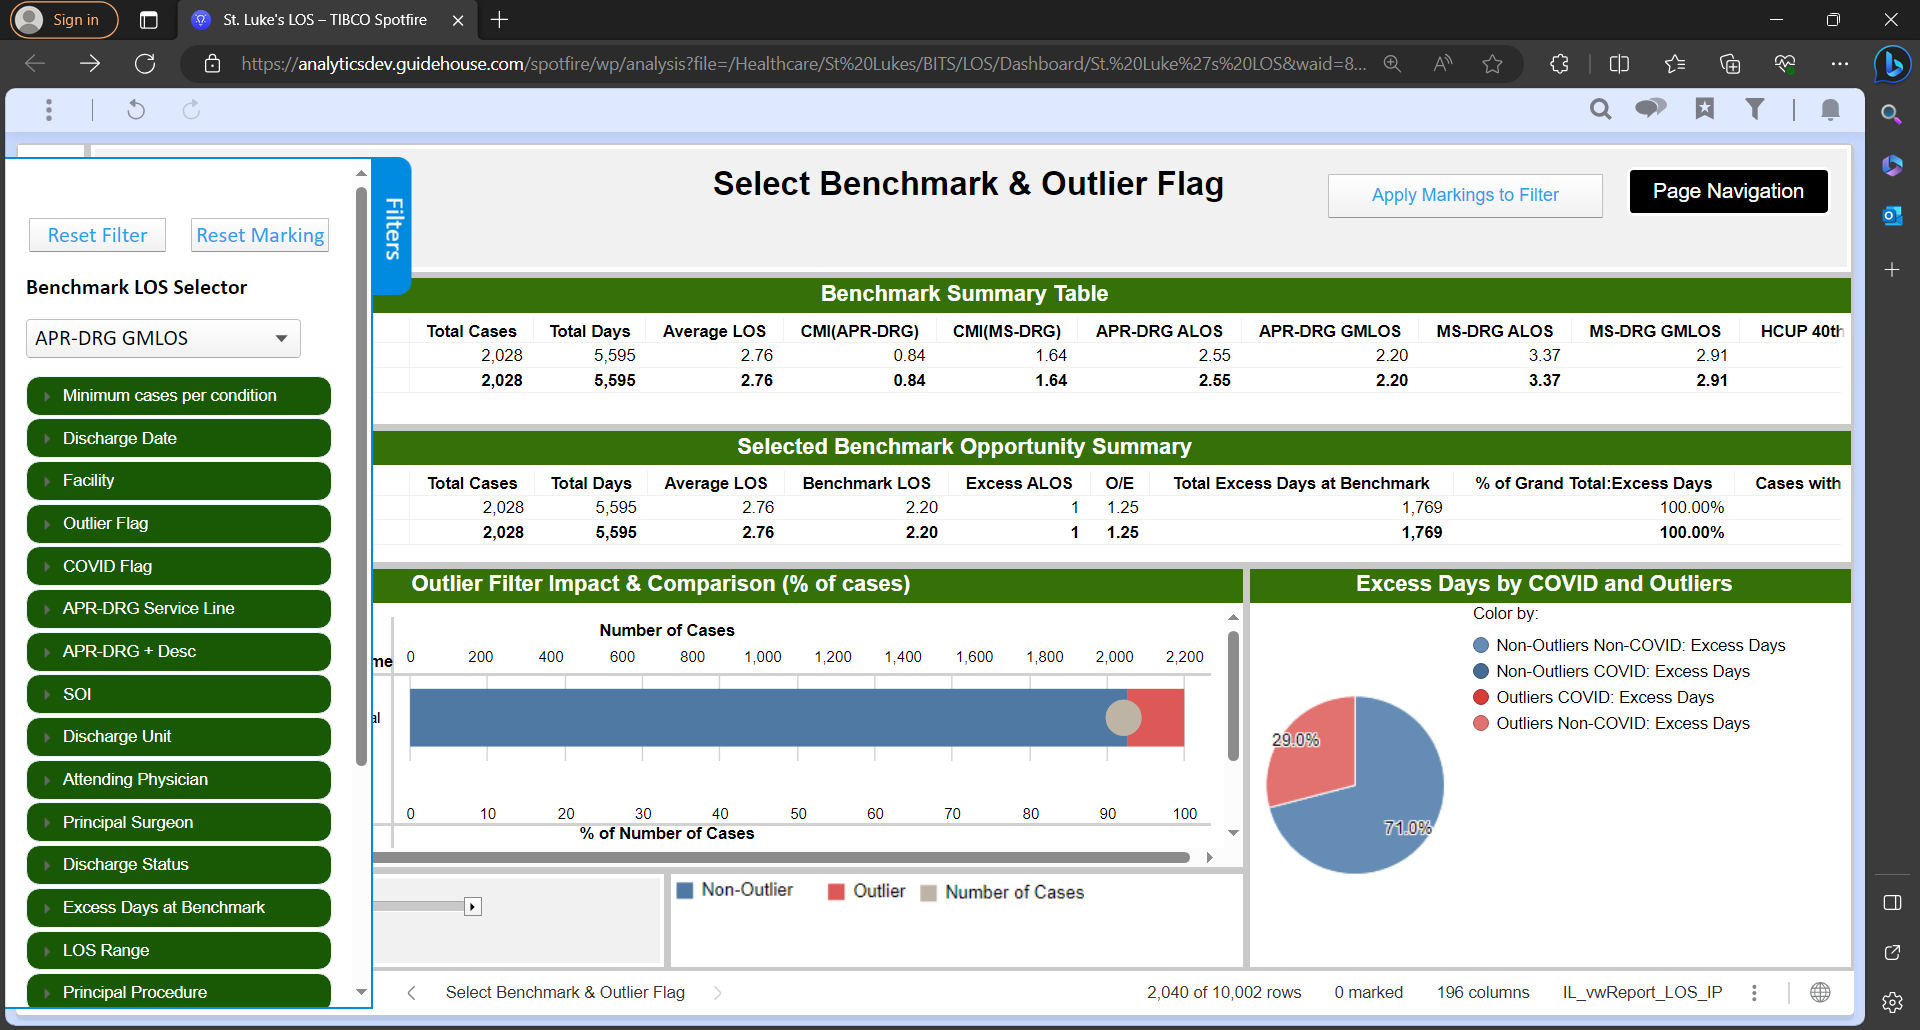 Sign in
St. Luke's LOS – TIBCO Spotfire
https://analyticsdev.guidehouse.com/spotfire/wp/analysis?file=/Healthcare/St%20Lukes/BITS/LOS/Dashboard/St.%20Luke%27s%20LOS&waid=8...
Select Benchmark & Outlier Flag
Apply Markings to Filter
Page Navigation
Filters
Reset Filter Reset Marking
Benchmark LOS Selector
APR-DRG GMLOS
Minimum cases per condition
Discharge Date
Facility
Outlier Flag
COVID Flag
APR-DRG Service Line
APR-DRG + Desc
SOI
Discharge Unit
Attending Physician
Principal Surgeon
Discharge Status
Excess Days at Benchmark
LOS Range
Principal Procedure
Benchmark Summary Table
Total Cases Total Days Average LOS CMI(APR-DRG) CMI(MS-DRG) APR-DRG ALOS APR-DRG GMLOS MS-DRG ALOS MS-DRG GMLOS HCUP 40th
2,028 5,595 2.76 0.84 1.64 2.55 2.20 3.37 2.91
2,028 5,595 2.76 0.84 1.64 2.55 2.20 3.37 2.91
Selected Benchmark Opportunity Summary
Total Cases Total Days Average LOS Benchmark LOS Excess ALOS O/E Total Excess Days at Benchmark % of Grand Total:Excess Days Cases with
2,028 5,595 2.76 2.20 1 1.25 1,769 100.00%
2,028 5,595 2.76 2.20 1 1.25 1,769 100.00%
Outlier Filter Impact & Comparison (% of cases)
Number of Cases
me 0 200 400 600 800 1,000 1,200 1,400 1,600 1,800 2,000 2,200
al
0 10 20 30 40 50 60 70 80 90 100
% of Number of Cases
Non-Outlier Outlier Number of Cases
Excess Days by COVID and Outliers
Color by:
Non-Outliers Non-COVID: Excess Days
Non-Outliers COVID: Excess Days
Outliers COVID: Excess Days
Outliers Non-COVID: Excess Days
29.0%
71.0%
Select Benchmark & Outlier Flag
2,040 of 10,002 rows 0 marked 196 columns IL_vwReport_LOS_IP